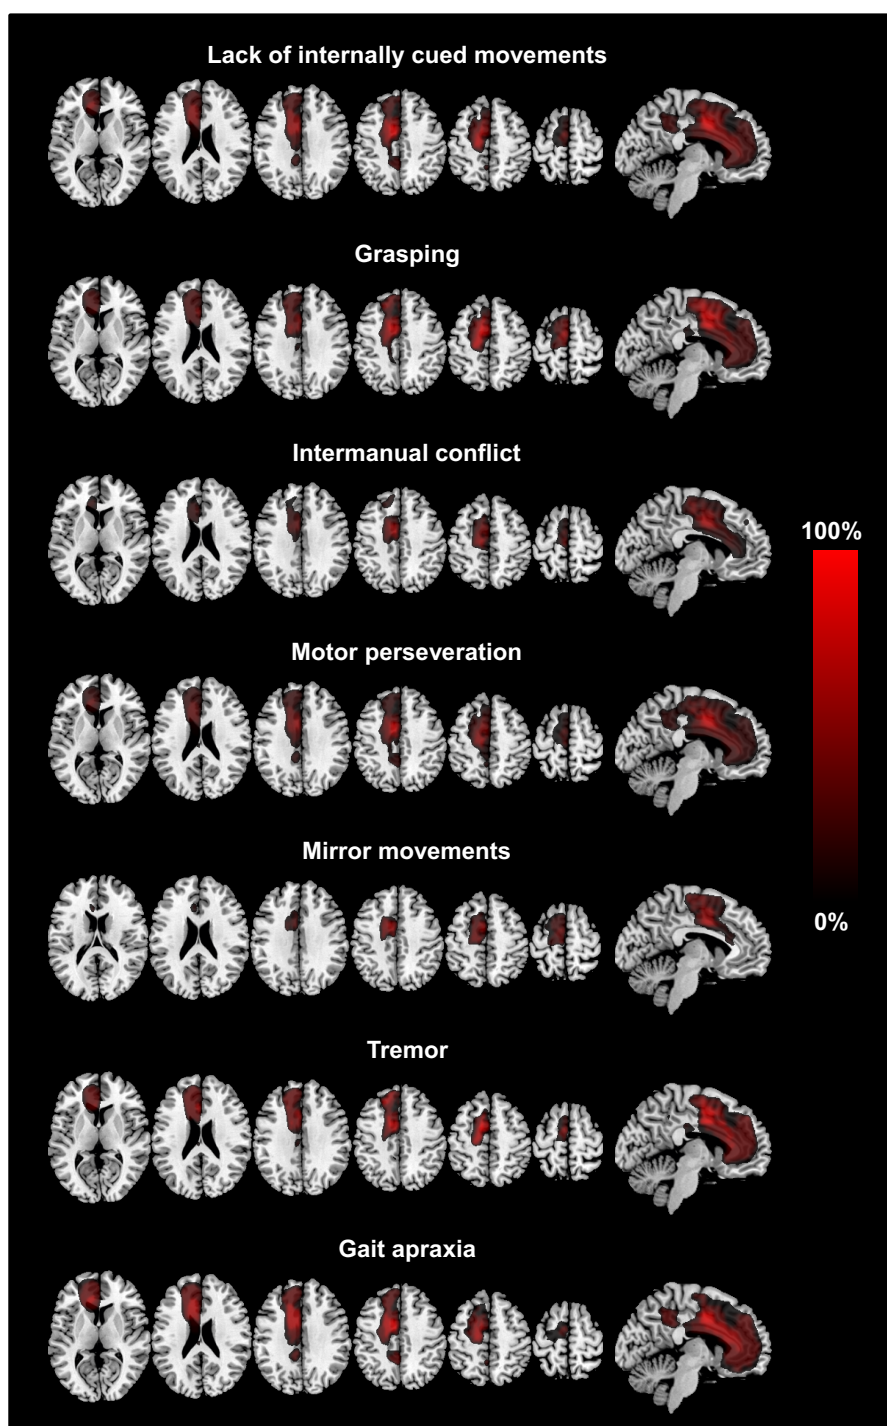 Lack of internally cued movements
Grasping
Intermanual conflict
100%
Motor perseveration
Mirror movements
0%
Tremor
Gait apraxia